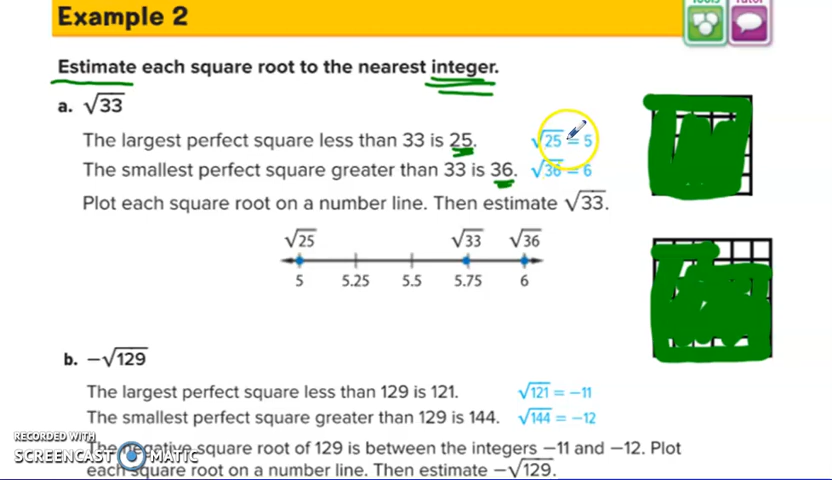 Tools Tutor
Example 2
Estimate each square root to the nearest integer.
a. √33
The largest perfect square less than 33 is 25. √25 = 5
The smallest perfect square greater than 33 is 36. √36 = 6
Plot each square root on a number line. Then estimate √33.
√25 √33 √36
5 5.25 5.5 5.75 6
b. −√129
The largest perfect square less than 129 is 121. √121 = −11
The smallest perfect square greater than 129 is 144. √144 = −12
RECORDED WITH
The negative square root of 129 is between the integers −11 and −12. Plot
SCREENCAST MATIC
each square root on a number line. Then estimate −√129.